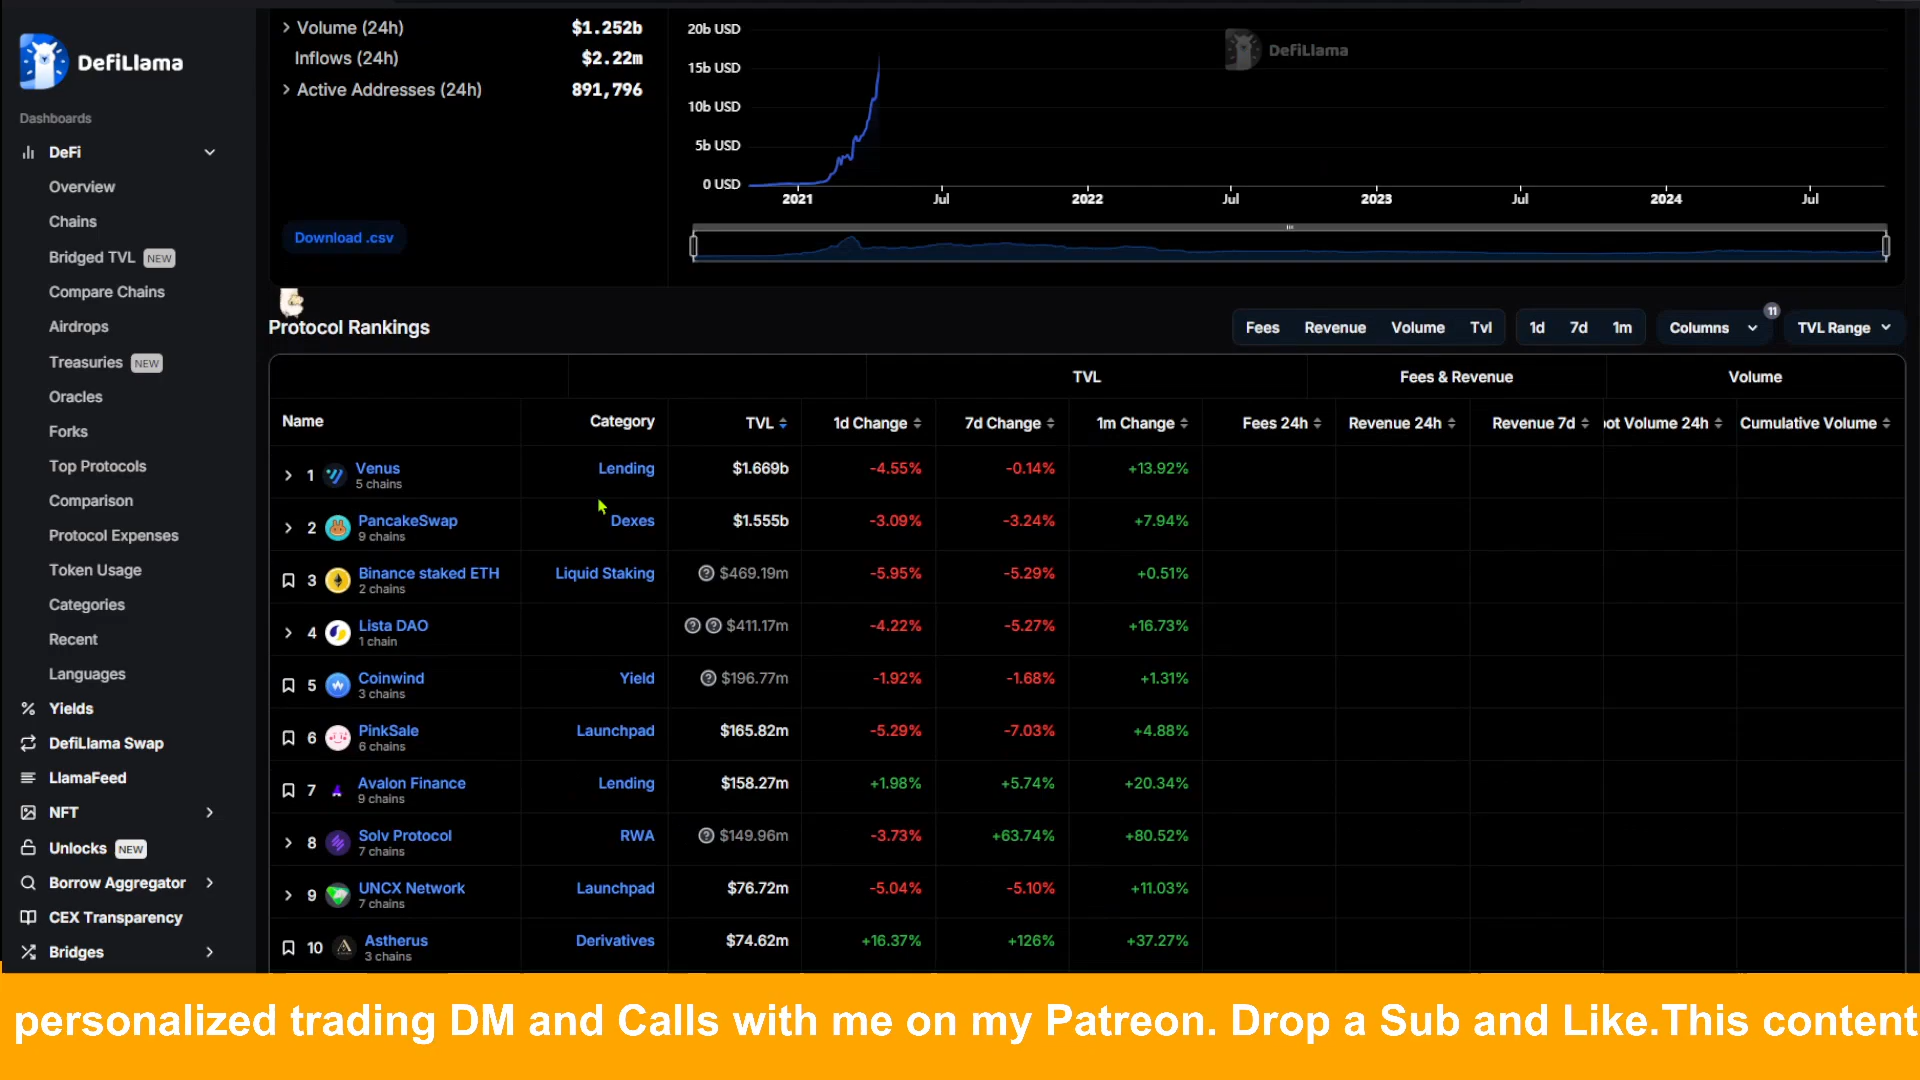 DefiLlama
Dashboards
DeFi
Overview
Chains
Bridged TVL NEW
Compare Chains
Airdrops
Treasuries NEW
Oracles
Forks
Top Protocols
Comparison
Protocol Expenses
Token Usage
Categories
Recent
Languages
Yields
DefiLlama Swap
LlamaFeed
NFT
Unlocks NEW
Borrow Aggregator
CEX Transparency
Bridges
Volume (24h) $1.252b
Inflows (24h) $2.22m
Active Addresses (24h) 891,796
Download .csv
20b USD
15b USD
10b USD
5b USD
0 USD
2021 Jul 2022 Jul 2023 Jul 2024 Jul
DefiLlama
Protocol Rankings
Fees Revenue Volume Tvl 1d 7d 1m Columns 11 TVL Range
TVL Fees & Revenue Volume
Name Category TVL 1d Change 7d Change 1m Change Fees 24h Revenue 24h Revenue 7d ot Volume 24h Cumulative Volume
1 Venus Lending $1.669b -4.55% -0.14% +13.92%
5 chains
2 PancakeSwap Dexes $1.555b -3.09% -3.24% +7.94%
9 chains
3 Binance staked ETH Liquid Staking $469.19m -5.95% -5.29% +0.51%
2 chains
4 Lista DAO $411.17m -4.22% -5.27% +16.73%
1 chain
5 Coinwind Yield $196.77m -1.92% -1.68% +1.31%
3 chains
6 PinkSale Launchpad $165.82m -5.29% -7.03% +4.88%
6 chains
7 Avalon Finance Lending $158.27m +1.98% +5.74% +20.34%
9 chains
8 Solv Protocol RWA $149.96m -3.73% +63.74% +80.52%
7 chains
9 UNCX Network Launchpad $76.72m -5.04% -5.10% +11.03%
7 chains
10 Astherus Derivatives $74.62m +16.37% +126% +37.27%
3 chains
personalized trading DM and Calls with me on my Patreon. Drop a Sub and Like.This content